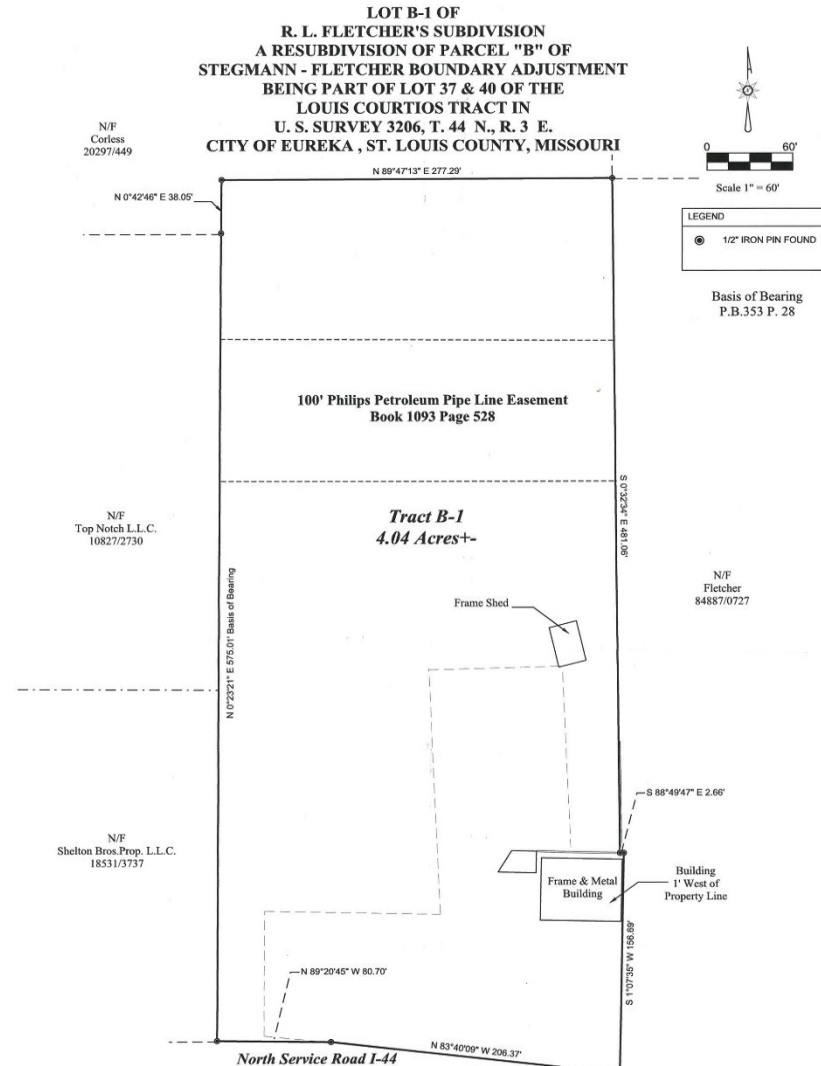 LOT B-1 OF
R. L. FLETCHER'S SUBDIVISION
A RESUBDIVISION OF PARCEL "B" OF
STEGMANN - FLETCHER BOUNDARY ADJUSTMENT
BEING PART OF LOT 37 & 40 OF THE
LOUIS COURTIOS TRACT IN
U. S. SURVEY 3206, T. 44 N., R. 3 E.
CITY OF EUREKA , ST. LOUIS COUNTY, MISSOURI
N/F
Corless
20297/449
0 60'
Scale 1" = 60'
LEGEND
1/2" IRON PIN FOUND
Basis of Bearing
P.B.353 P. 28
N 89°47'13" E 277.29'
N 0°42'46" E 38.05'
100' Philips Petroleum Pipe Line Easement
Book 1093 Page 528
S 0°32'34" E 481.06'
Tract B-1
4.04 Acres+-
N/F
Top Notch L.L.C.
10827/2730
N/F
Fletcher
84887/0727
Frame Shed
N 0°23'21" E 575.01' Basis of Bearing
S 88°49'47" E 2.66'
N/F
Shelton Bros.Prop. L.L.C.
18531/3737
Frame & Metal
Building
Building
1' West of
Property Line
S 1°07'35" W 156.69'
N 89°20'45" W 80.70'
N 83°40'09" W 206.37'
North Service Road I-44